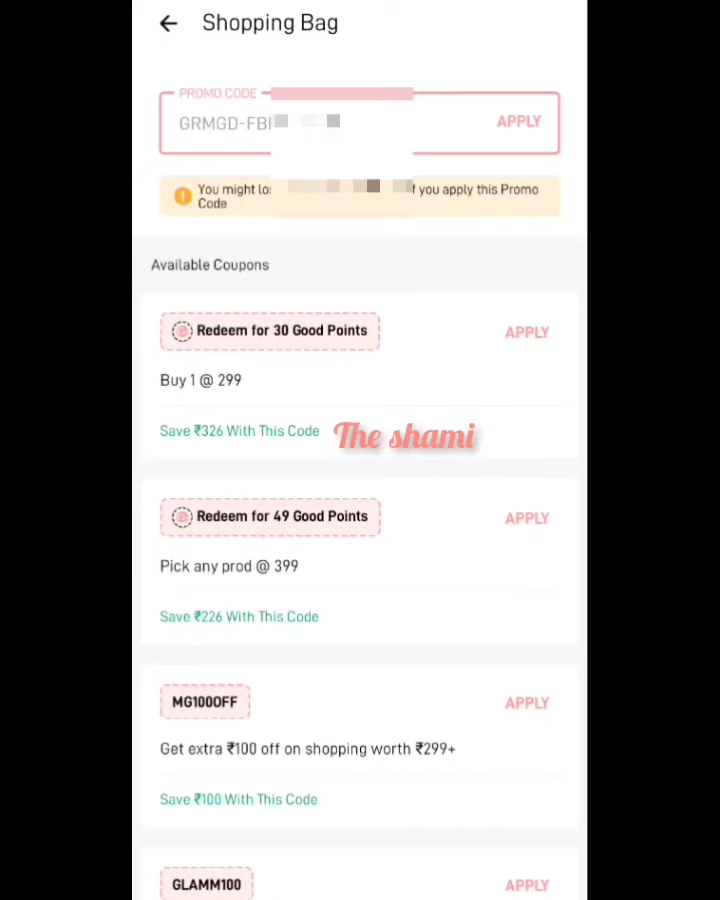 Shopping Bag
PROMO CODE
GRMGD-FB
APPLY
You might
if you apply this Promo
Code
Available Coupons
Redeem for 30 Good Points
APPLY
Buy 1 @ 299
Save ₹326 With This Code
The shami
Redeem for 49 Good Points
APPLY
Pick any prod @ 399
Save ₹226 With This Code
MG100OFF
APPLY
Get extra ₹100 off on shopping worth ₹299+
Save ₹100 With This Code
GLAMM100
APPLY